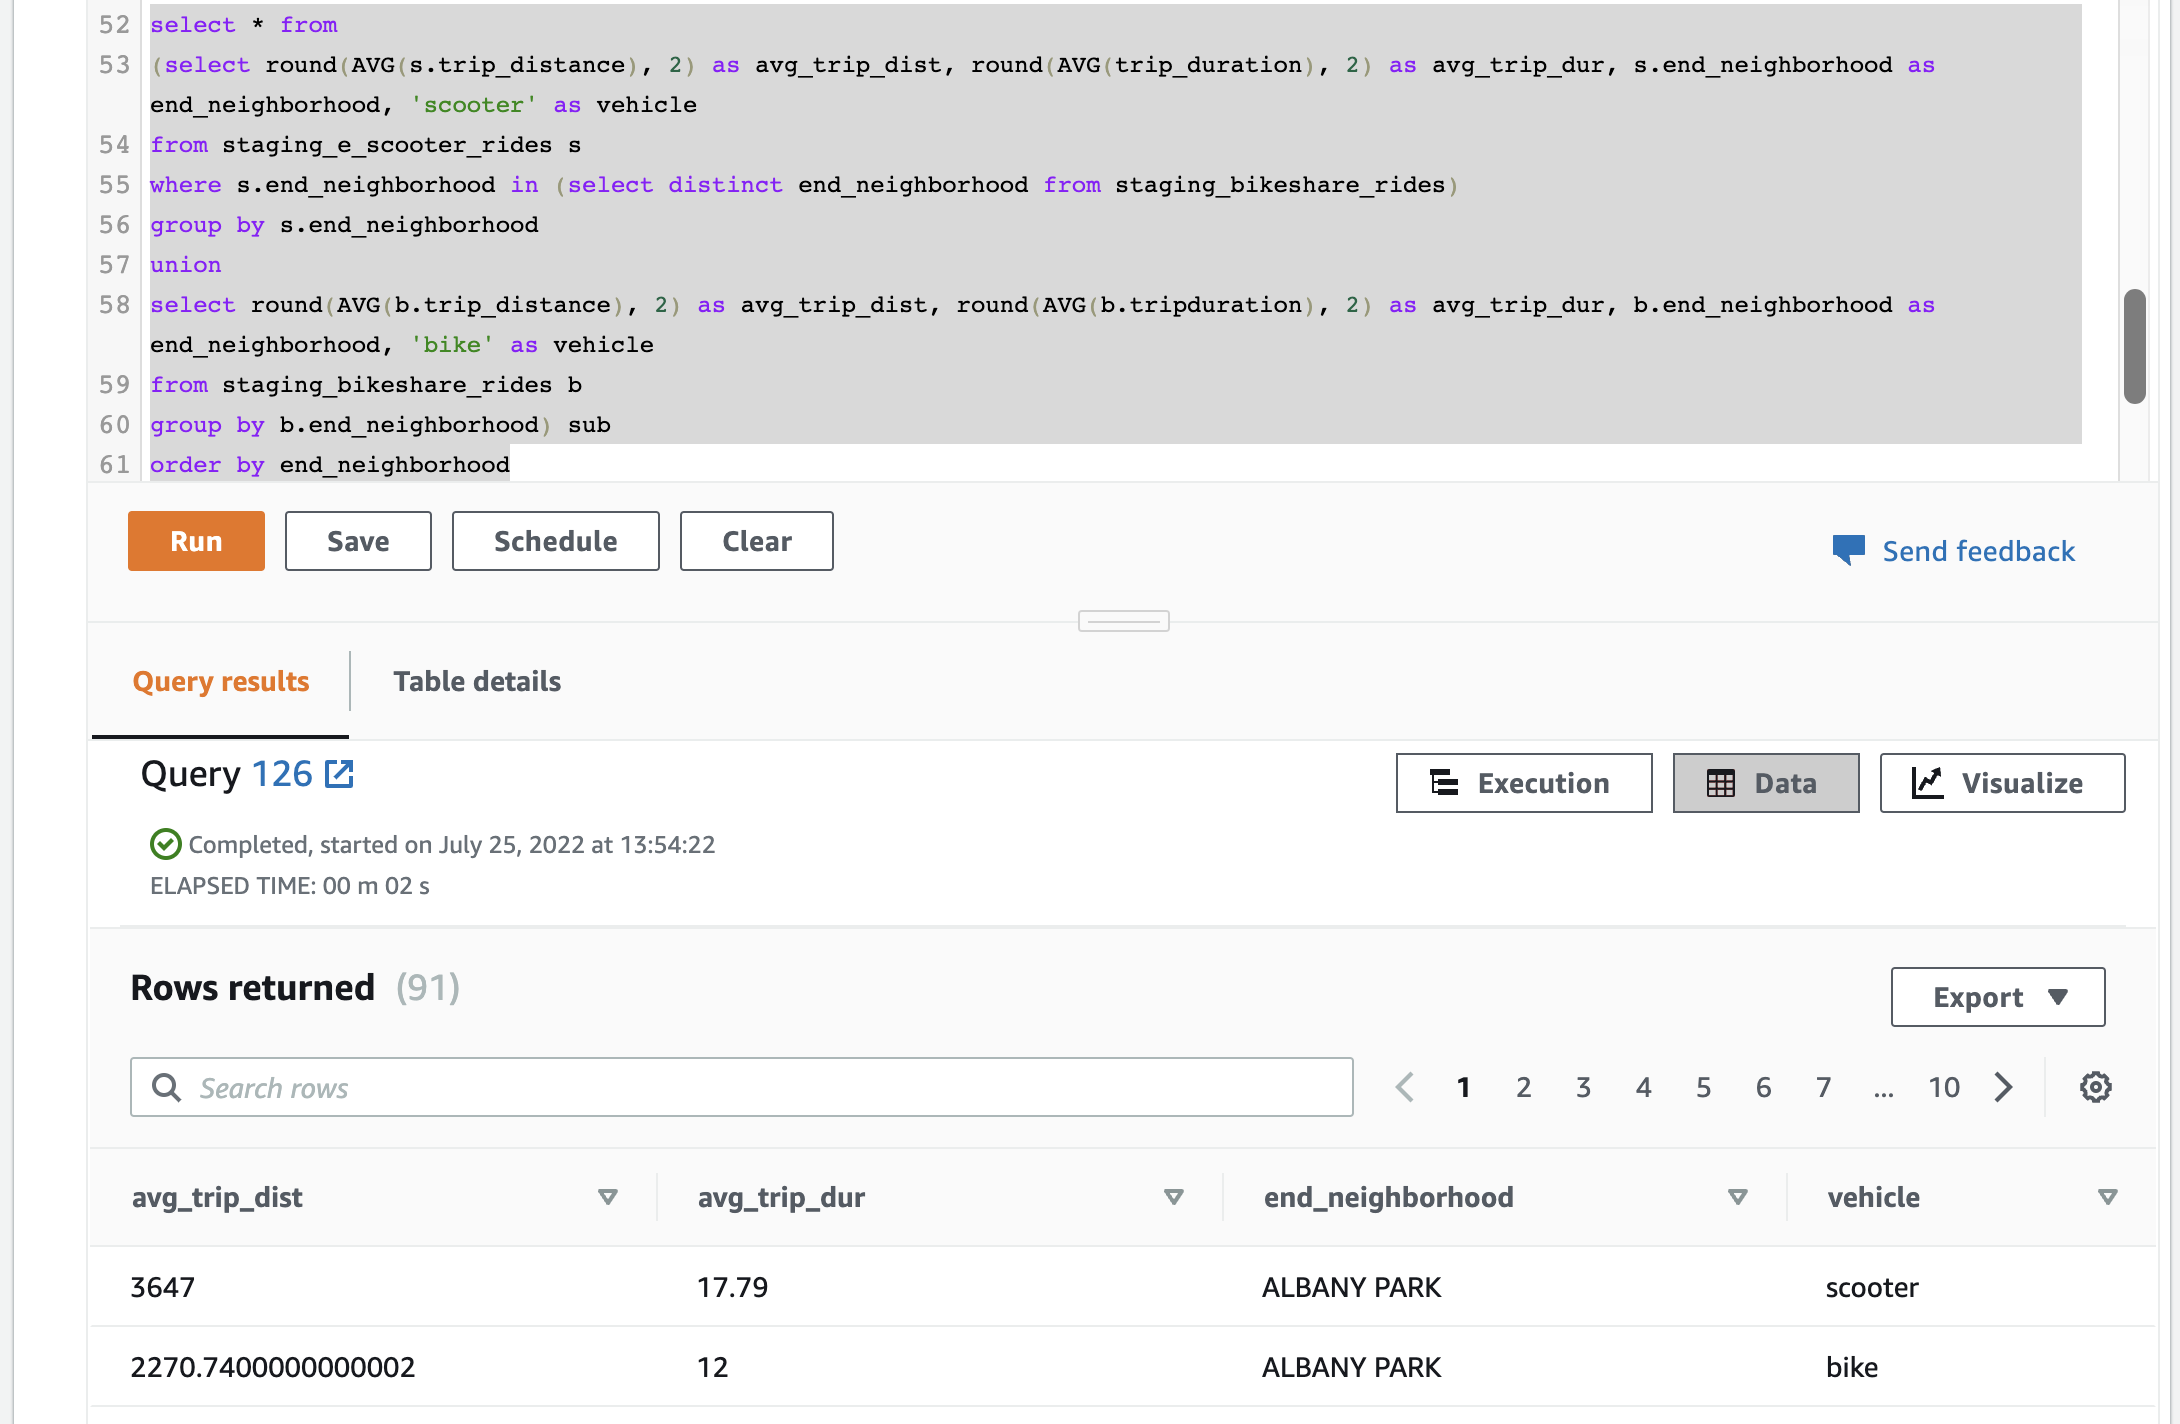 52 select * from
53 (select round(AVG(s.trip_distance), 2) as avg_trip_dist, round(AVG(trip_duration), 2) as avg_trip_dur, s.end_neighborhood as
end_neighborhood, 'scooter' as vehicle
54 from staging_e_scooter_rides s
55 where s.end_neighborhood in (select distinct end_neighborhood from staging_bikeshare_rides)
56 group by s.end_neighborhood
57 union
58 select round(AVG(b.trip_distance), 2) as avg_trip_dist, round(AVG(b.tripduration), 2) as avg_trip_dur, b.end_neighborhood as
end_neighborhood, 'bike' as vehicle
59 from staging_bikeshare_rides b
60 group by b.end_neighborhood) sub
61 order by end_neighborhood
Run Save Schedule Clear Send feedback
Query results Table details
Query 126 Execution Data Visualize
Completed, started on July 25, 2022 at 13:54:22
ELAPSED TIME: 00 m 02 s
Rows returned (91) Export
Search rows 1 2 3 4 5 6 7 ... 10
avg_trip_dist avg_trip_dur end_neighborhood vehicle
3647 17.79 ALBANY PARK scooter
2270.7400000000002 12 ALBANY PARK bike